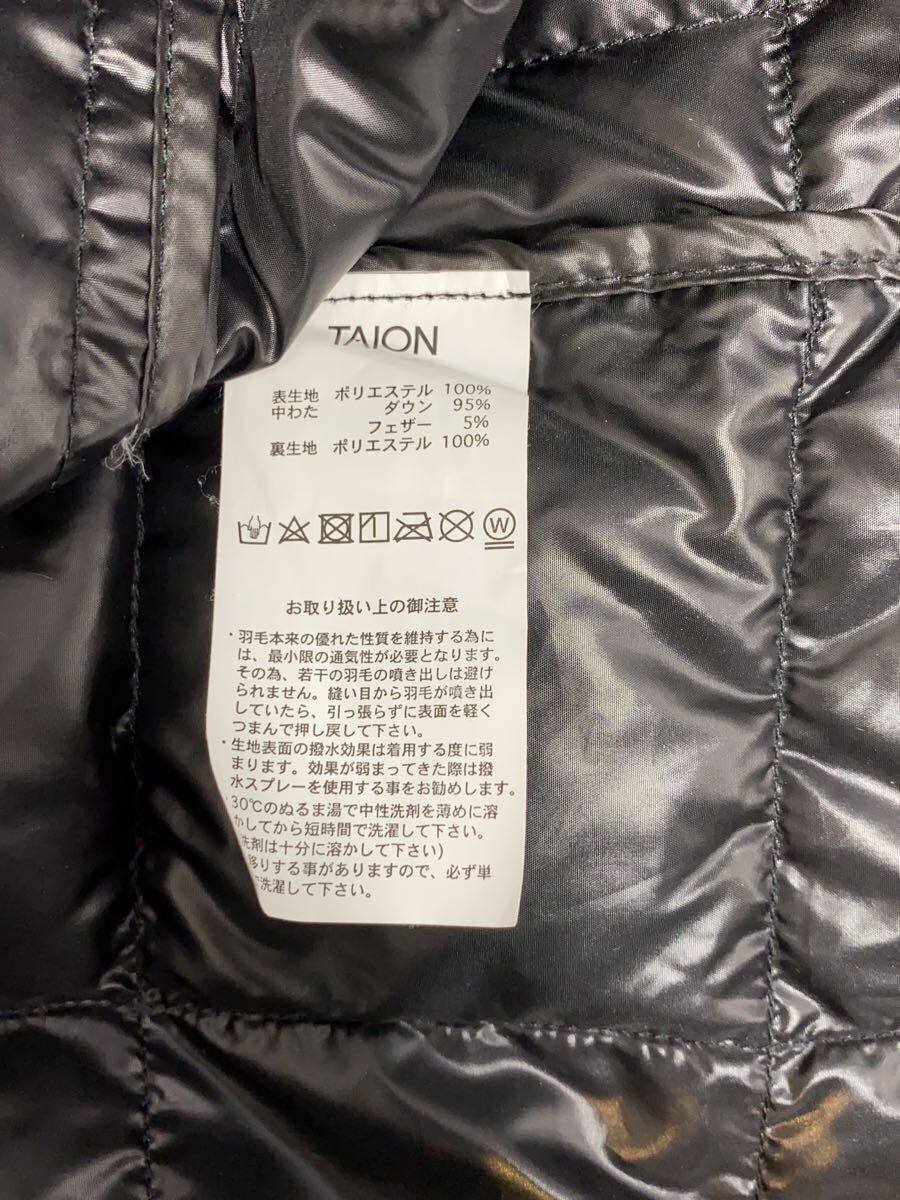 TAION
表生地 ポリエステル 100%
中わた ダウン 95%
フェザー 5%
裏生地 ポリエステル 100%
W
お取り扱い上の御注意
・羽毛本来の優れた性質を維持する為に
は、最小限の通気性が必要となります。
その為、若干の羽毛の噴き出しは避け
られません。縫い目から羽毛が噴き出
していたら、引っ張らずに表面を軽く
つまんで押し戻して下さい。
・生地表面の撥水効果は着用する度に弱
まります。効果が弱まってきた際は撥
水スプレーを使用する事をお勧めします。
・30℃のぬるま湯で中性洗剤を薄めに溶
かしてから短時間で洗濯して下さい。
洗剤は十分に溶かして下さい)
移りする事がありますので、必ず単
洗濯して下さい。